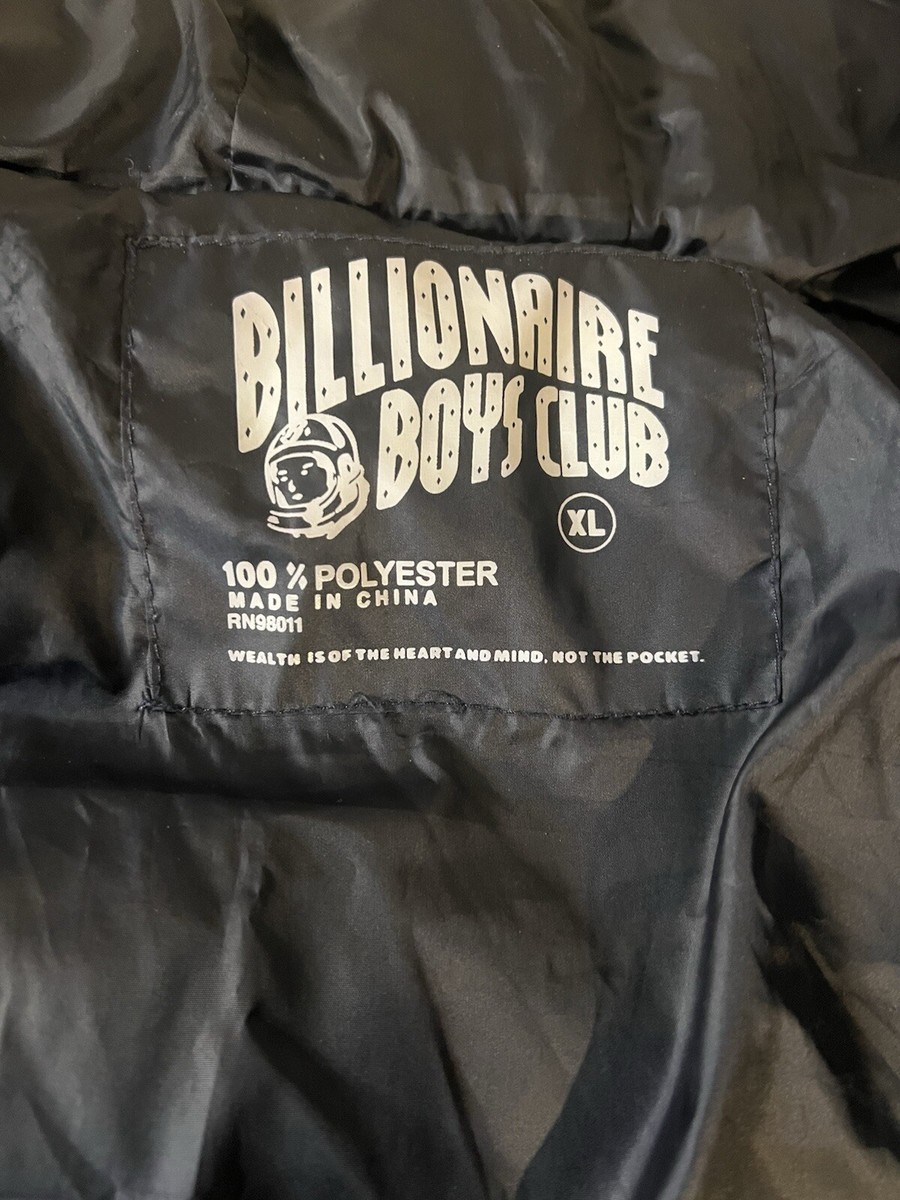 BILLIONAIRE
BOYS CLUB
XL
100 % POLYESTER
MADE IN CHINA
RN98011
WEALTH IS OF THE HEART AND MIND, NOT THE POCKET.